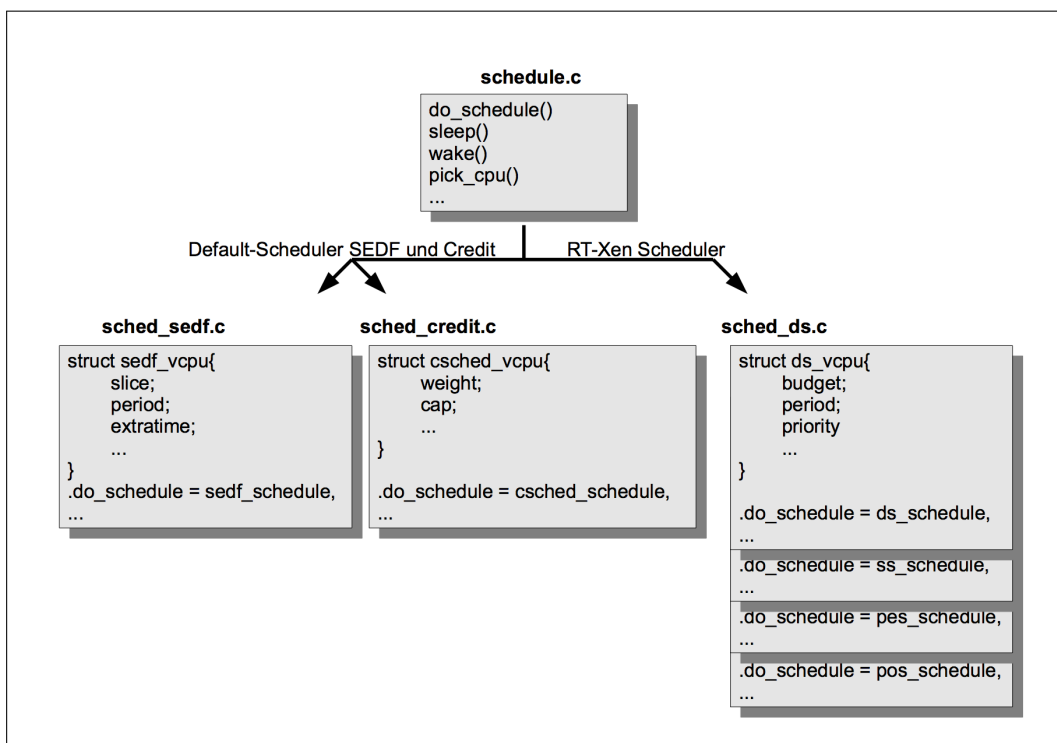 schedule.c
do_schedule()
sleep()
wake()
pick_cpu()
...
Default-Scheduler SEDF und Credit
RT-Xen Scheduler
sched_sedf.c
struct sedf_vcpu{
slice;
period;
extratime;
...
}
.do_schedule = sedf_schedule,
...
sched_credit.c
struct csched_vcpu{
weight;
cap;
...
}
.do_schedule = csched_schedule,
...
sched_ds.c
struct ds_vcpu{
budget;
period;
priority
...
}
.do_schedule = ds_schedule,
...
.do_schedule = ss_schedule,
...
.do_schedule = pes_schedule,
...
.do_schedule = pos_schedule,
...